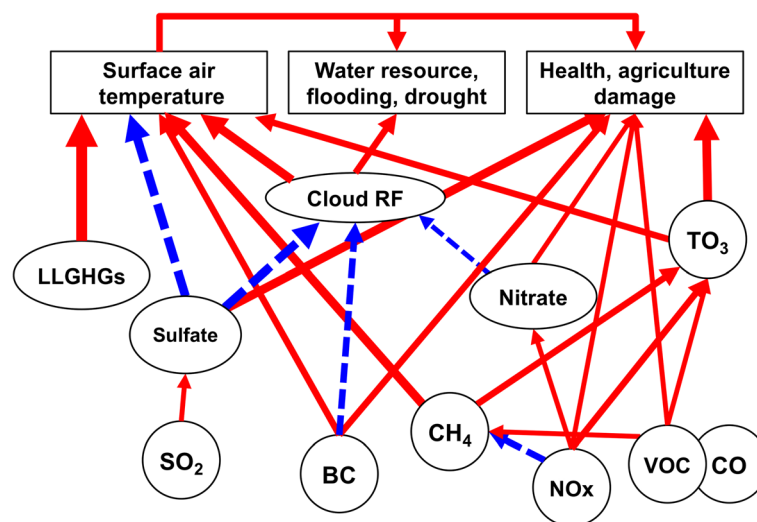 Surface air
temperature
Water resource,
flooding, drought
Health, agriculture
damage
Cloud RF
TO₃
LLGHGs
Nitrate
Sulfate
CH₄
SO₂
BC
NOx
VOC
CO